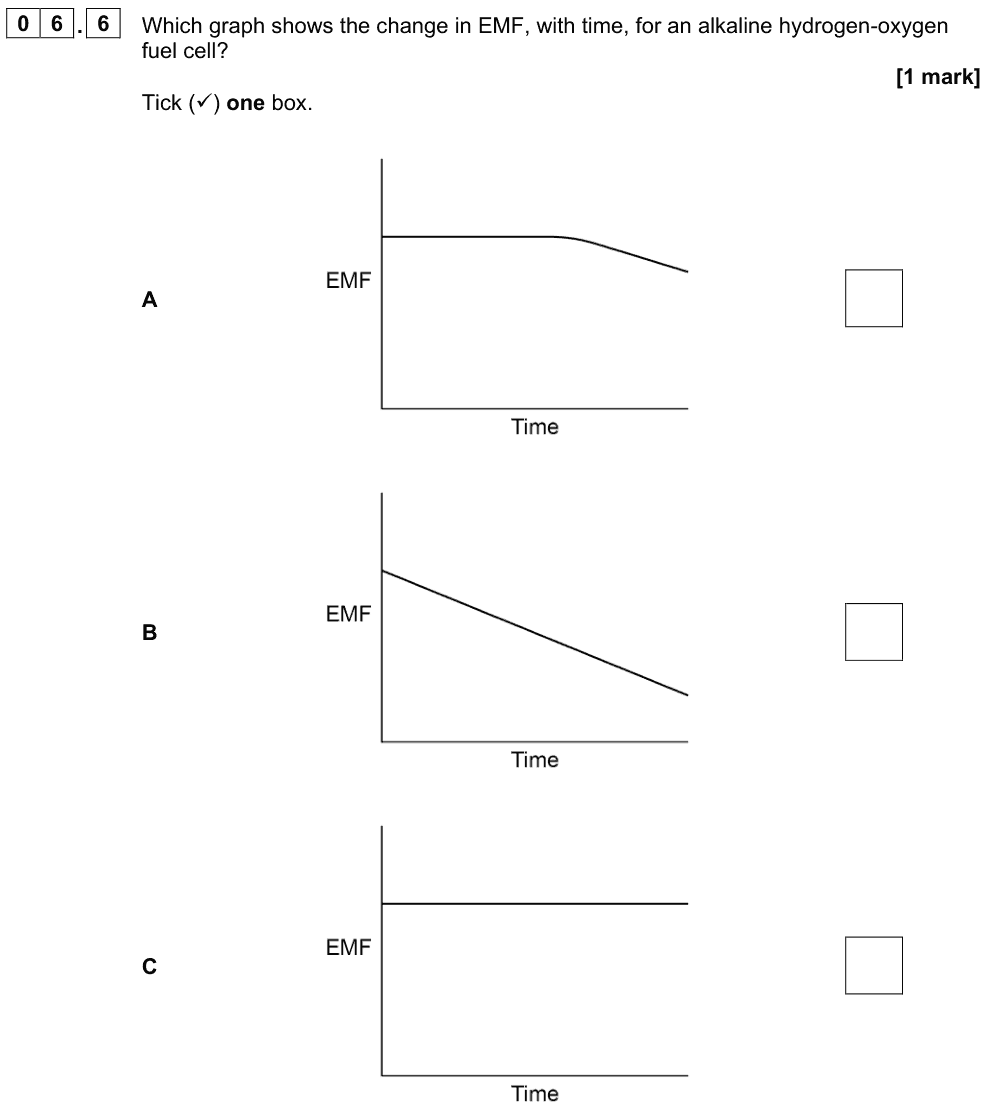 0 6 . 6 Which graph shows the change in EMF, with time, for an alkaline hydrogen-oxygen
fuel cell?
[1 mark]
Tick (✓) one box.
EMF
A
Time
EMF
B
Time
EMF
C
Time